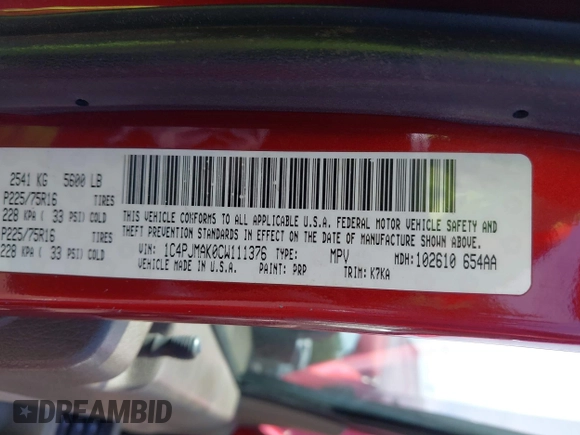 2541 KG 5600 LB
P225/75R16 TIRES
228 KPA ( 33 PSI) COLD
P225/75R16 TIRES
228 KPA ( 33 PSI) COLD
THIS VEHICLE CONFORMS TO ALL APPLICABLE U.S.A. FEDERAL MOTOR VEHICLE SAFETY AND
THEFT PREVENTION STANDARDS IN EFFECT ON THE DATE OF MANUFACTURE SHOWN ABOVE.
VIN: 1C4PJMAK0CW111376 TYPE: MPV MDH:102610 654AA
VEHICLE MADE IN U.S.A. PAINT: PRP TRIM: K7KA
DREAMBID